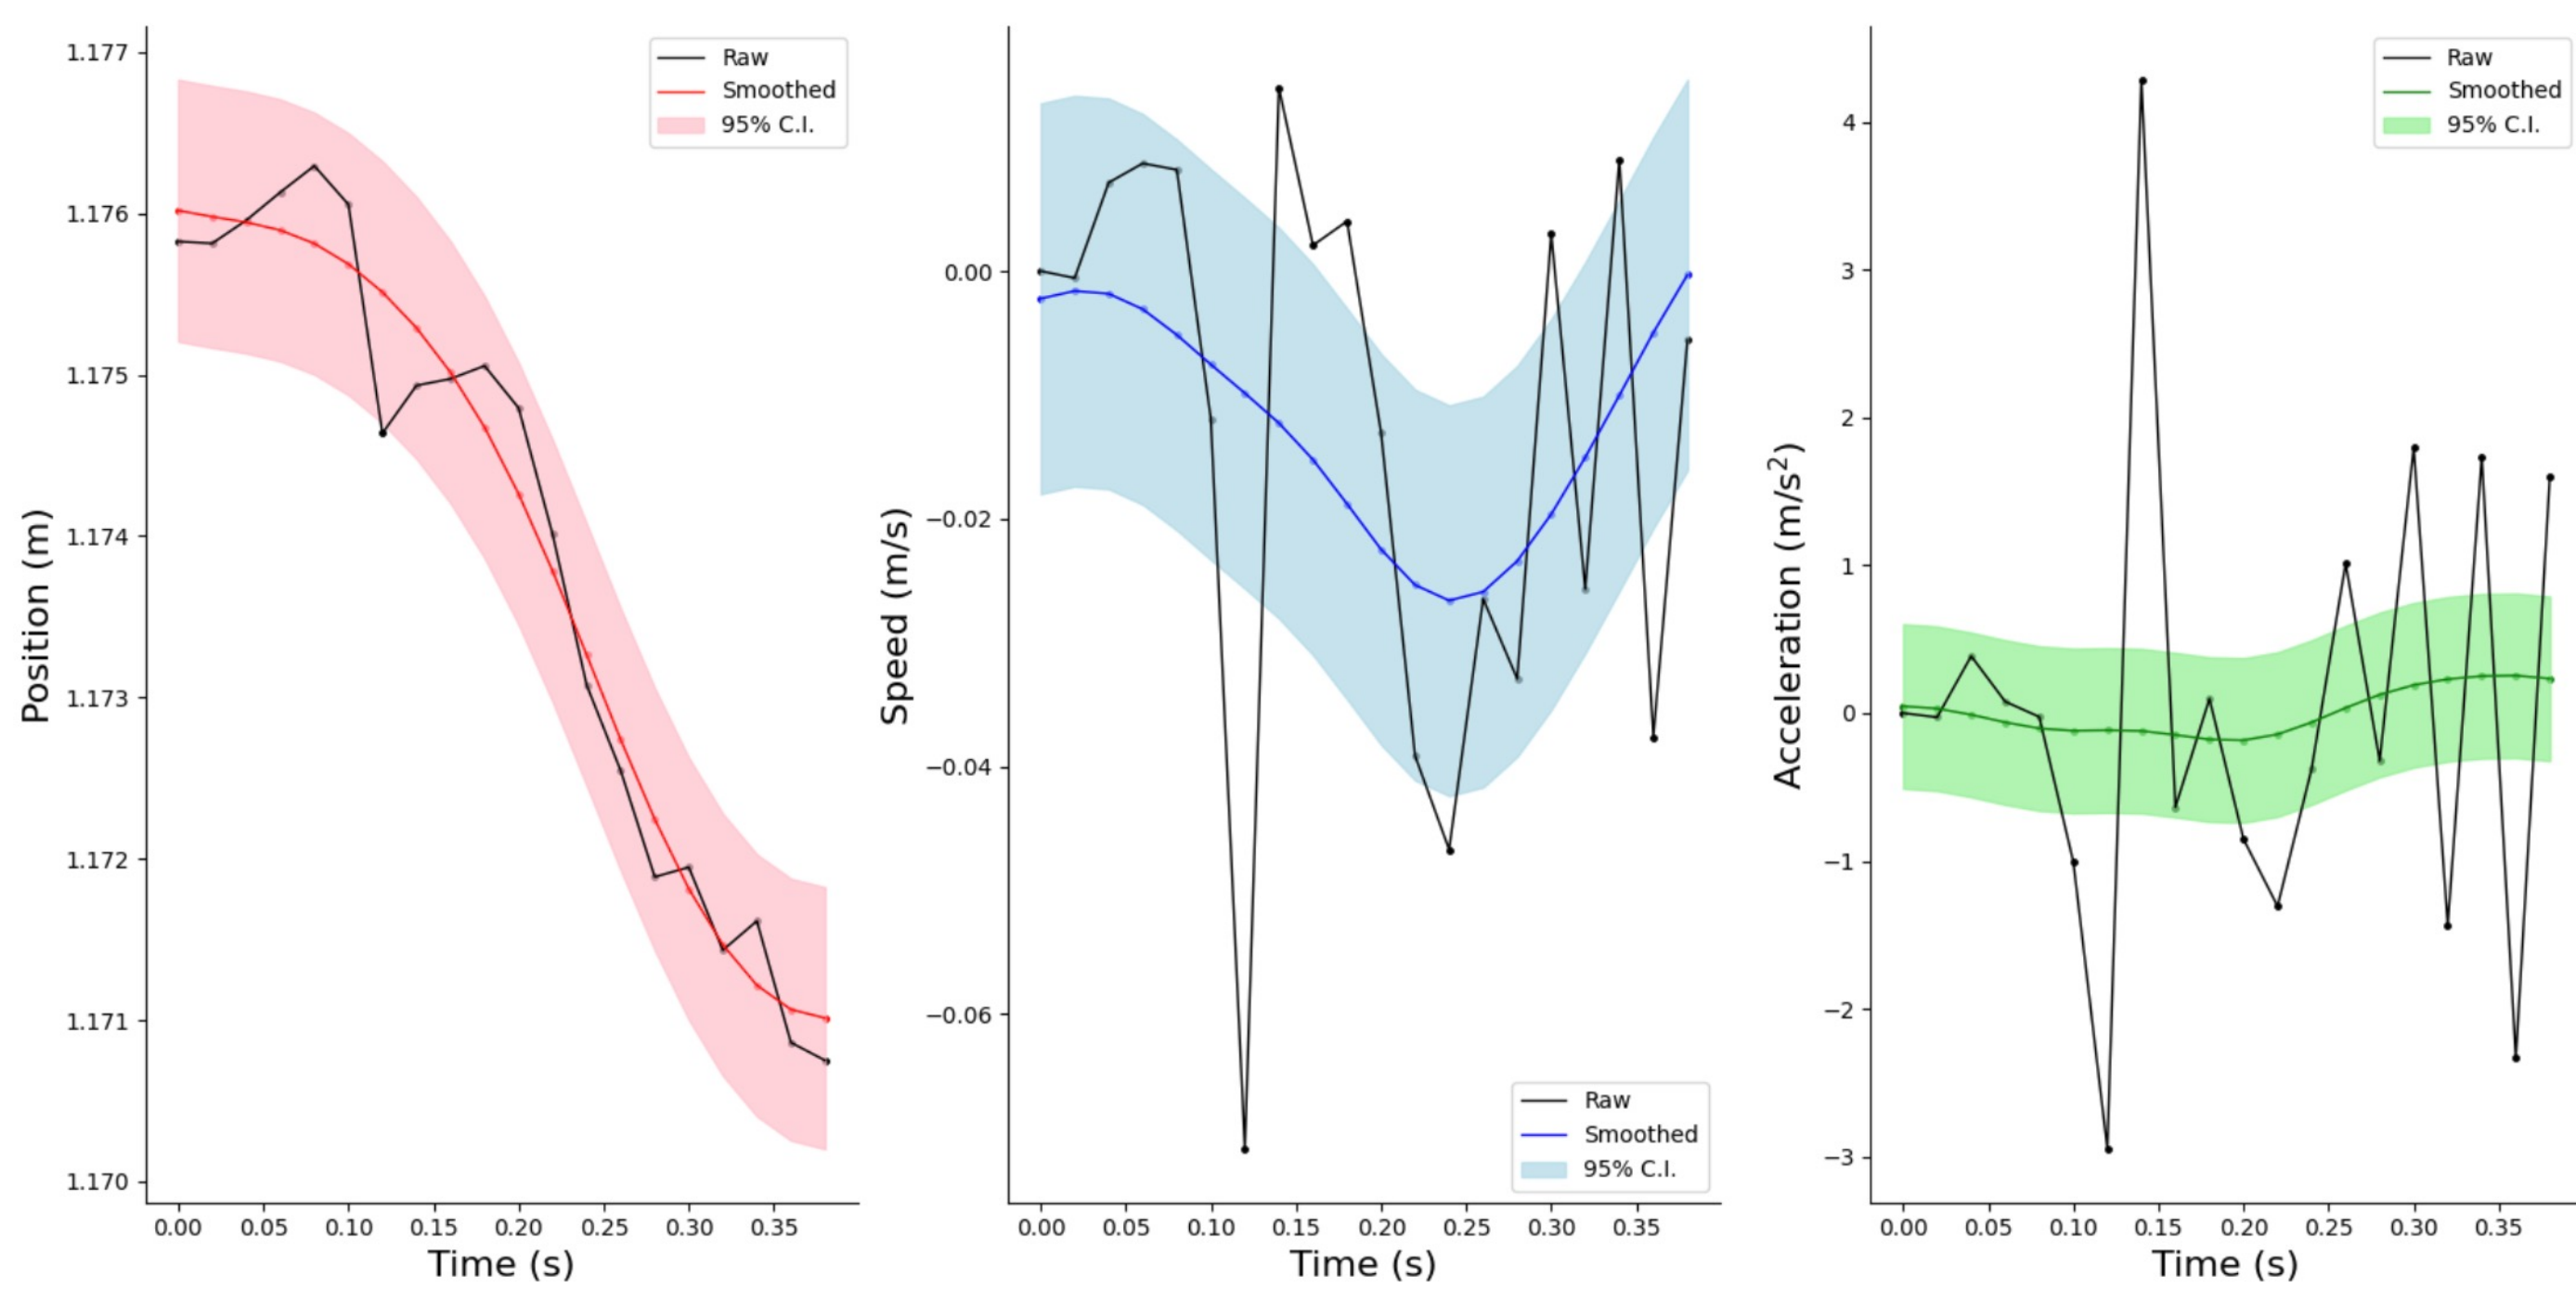 Position (m)
1.177
1.176
1.175
1.174
1.173
1.172
1.171
1.170
Raw
Smoothed
95% C.I.
0.00 0.05 0.10 0.15 0.20 0.25 0.30 0.35
Time (s)
Speed (m/s)
0.00
−0.02
−0.04
−0.06
Raw
Smoothed
95% C.I.
0.00 0.05 0.10 0.15 0.20 0.25 0.30 0.35
Time (s)
Acceleration (m/s²)
4
3
2
1
0
−1
−2
−3
Raw
Smoothed
95% C.I.
0.00 0.05 0.10 0.15 0.20 0.25 0.30 0.35
Time (s)